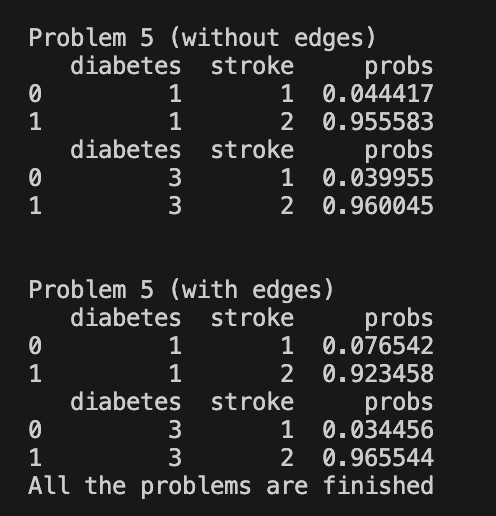 Problem 5 (without edges)
   diabetes  stroke     probs
0         1       1  0.044417
1         1       2  0.955583
   diabetes  stroke     probs
0         3       1  0.039955
1         3       2  0.960045


Problem 5 (with edges)
   diabetes  stroke     probs
0         1       1  0.076542
1         1       2  0.923458
   diabetes  stroke     probs
0         3       1  0.034456
1         3       2  0.965544
All the problems are finished